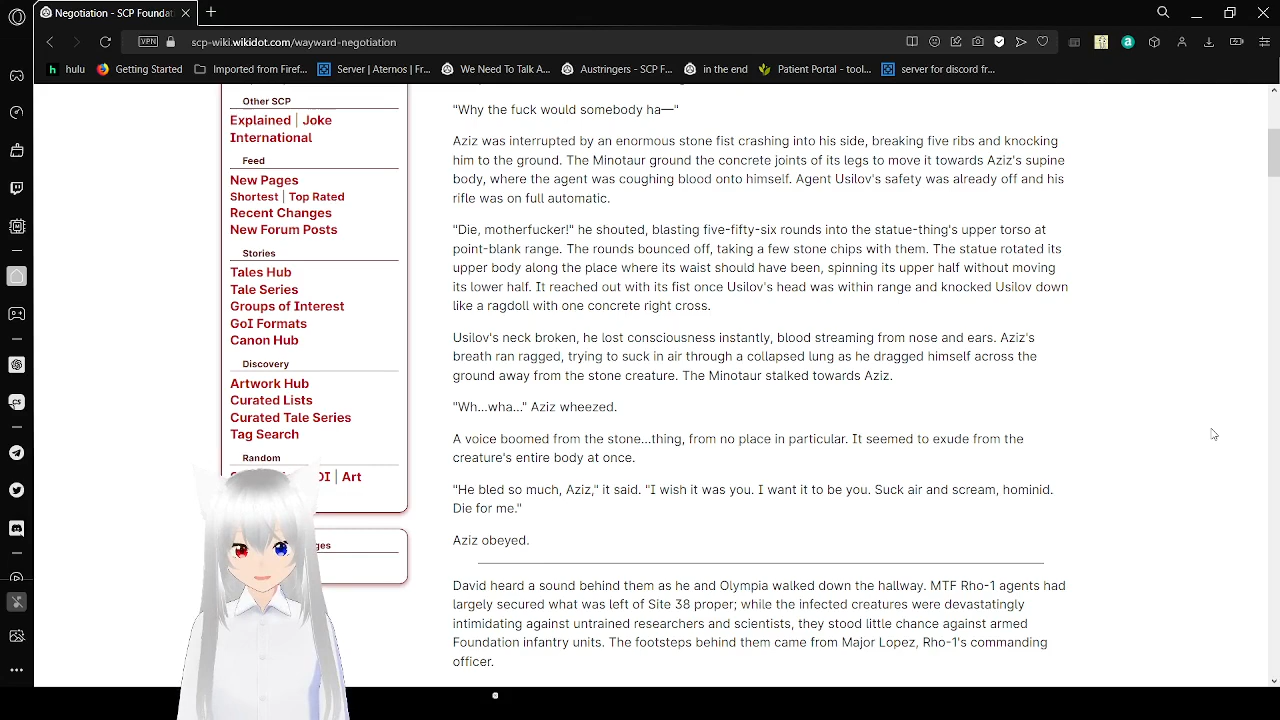 Negotiation - SCP Foundat
scp-wiki.wikidot.com/wayward-negotiation
VPN
hulu
Getting Started
Imported from Firef...
Server | Aternos | Fr...
We Need To Talk A...
Austringers - SCP F...
in the end
Patient Portal - tool...
server for discord fr...
Other SCP
Explained | Joke
International
Feed
New Pages
Shortest | Top Rated
Recent Changes
New Forum Posts
Stories
Tales Hub
Tale Series
Groups of Interest
GoI Formats
Canon Hub
Discovery
Artwork Hub
Curated Lists
Curated Tale Series
Tag Search
Random
| Art
"Why the fuck would somebody ha—"
Aziz was interrupted by an enormous stone fist crashing into his side, breaking five ribs and knocking
him to the ground. The Minotaur ground the concrete joints of its legs to move it towards Aziz's supine
body, where the agent was coughing blood onto himself. Agent Usilov's safety was already off and his
rifle was on full automatic.
"Die, motherfucker!" he shouted, blasting five-fifty-six rounds into the statue-thing's upper torso at
point-blank range. The rounds bounced off, taking a few stone chips with them. The statue rotated its
upper body along the place where its waist should have been, spinning its upper half without moving
its lower half. It reached out with its fist once Usilov's head was within range and knocked Usilov down
like a ragdoll with one concrete right cross.
Usilov's neck broken, he lost consciousness instantly, blood streaming from nose and ears. Aziz's
breath ran ragged, trying to suck in air through a collapsed lung as he dragged himself across the
ground away from the stone creature. The Minotaur stalked towards Aziz.
"Wh...wha..." Aziz wheezed.
A voice boomed from the stone...thing, from no place in particular. It seemed to exude from the
creature's entire body at once.
"He bled so much, Aziz," it said. "I wish it was you. I want it to be you. Suck air and scream, hominid.
Die for me."
Aziz obeyed.
David heard a sound behind them as he and Olympia walked down the hallway. MTF Rho-1 agents had
largely secured what was left of Site 38 proper; while the infected creatures were devastatingly
intimidating against untrained researchers and scientists, they stood little chance against armed
Foundation infantry units. The footsteps behind them came from Major Lopez, Rho-1's commanding
officer.